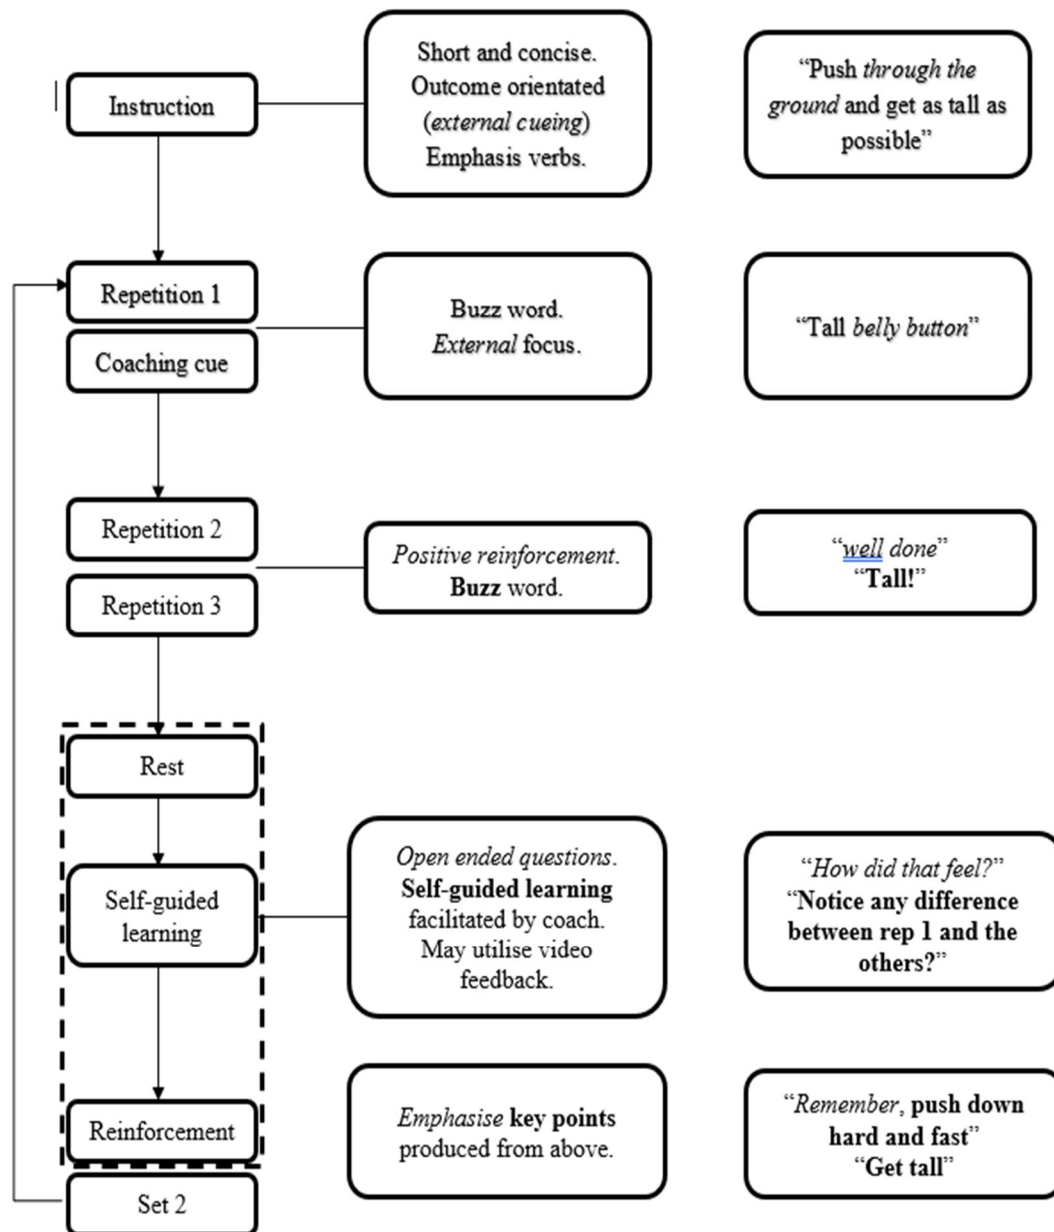 Instruction
Short and concise.
Outcome orientated
(external cueing)
Emphasis verbs.
“Push through the
ground and get as tall as
possible”
Repetition 1
Coaching cue
Buzz word.
External focus.
“Tall belly button”
Repetition 2
Repetition 3
Positive reinforcement.
Buzz word.
“well done”
“Tall!”
Rest
Self-guided
learning
Open ended questions.
Self-guided learning
facilitated by coach.
May utilise video
feedback.
“How did that feel?”
“Notice any difference
between rep 1 and the
others?”
Reinforcement
Emphasise key points
produced from above.
“Remember, push down
hard and fast”
“Get tall”
Set 2